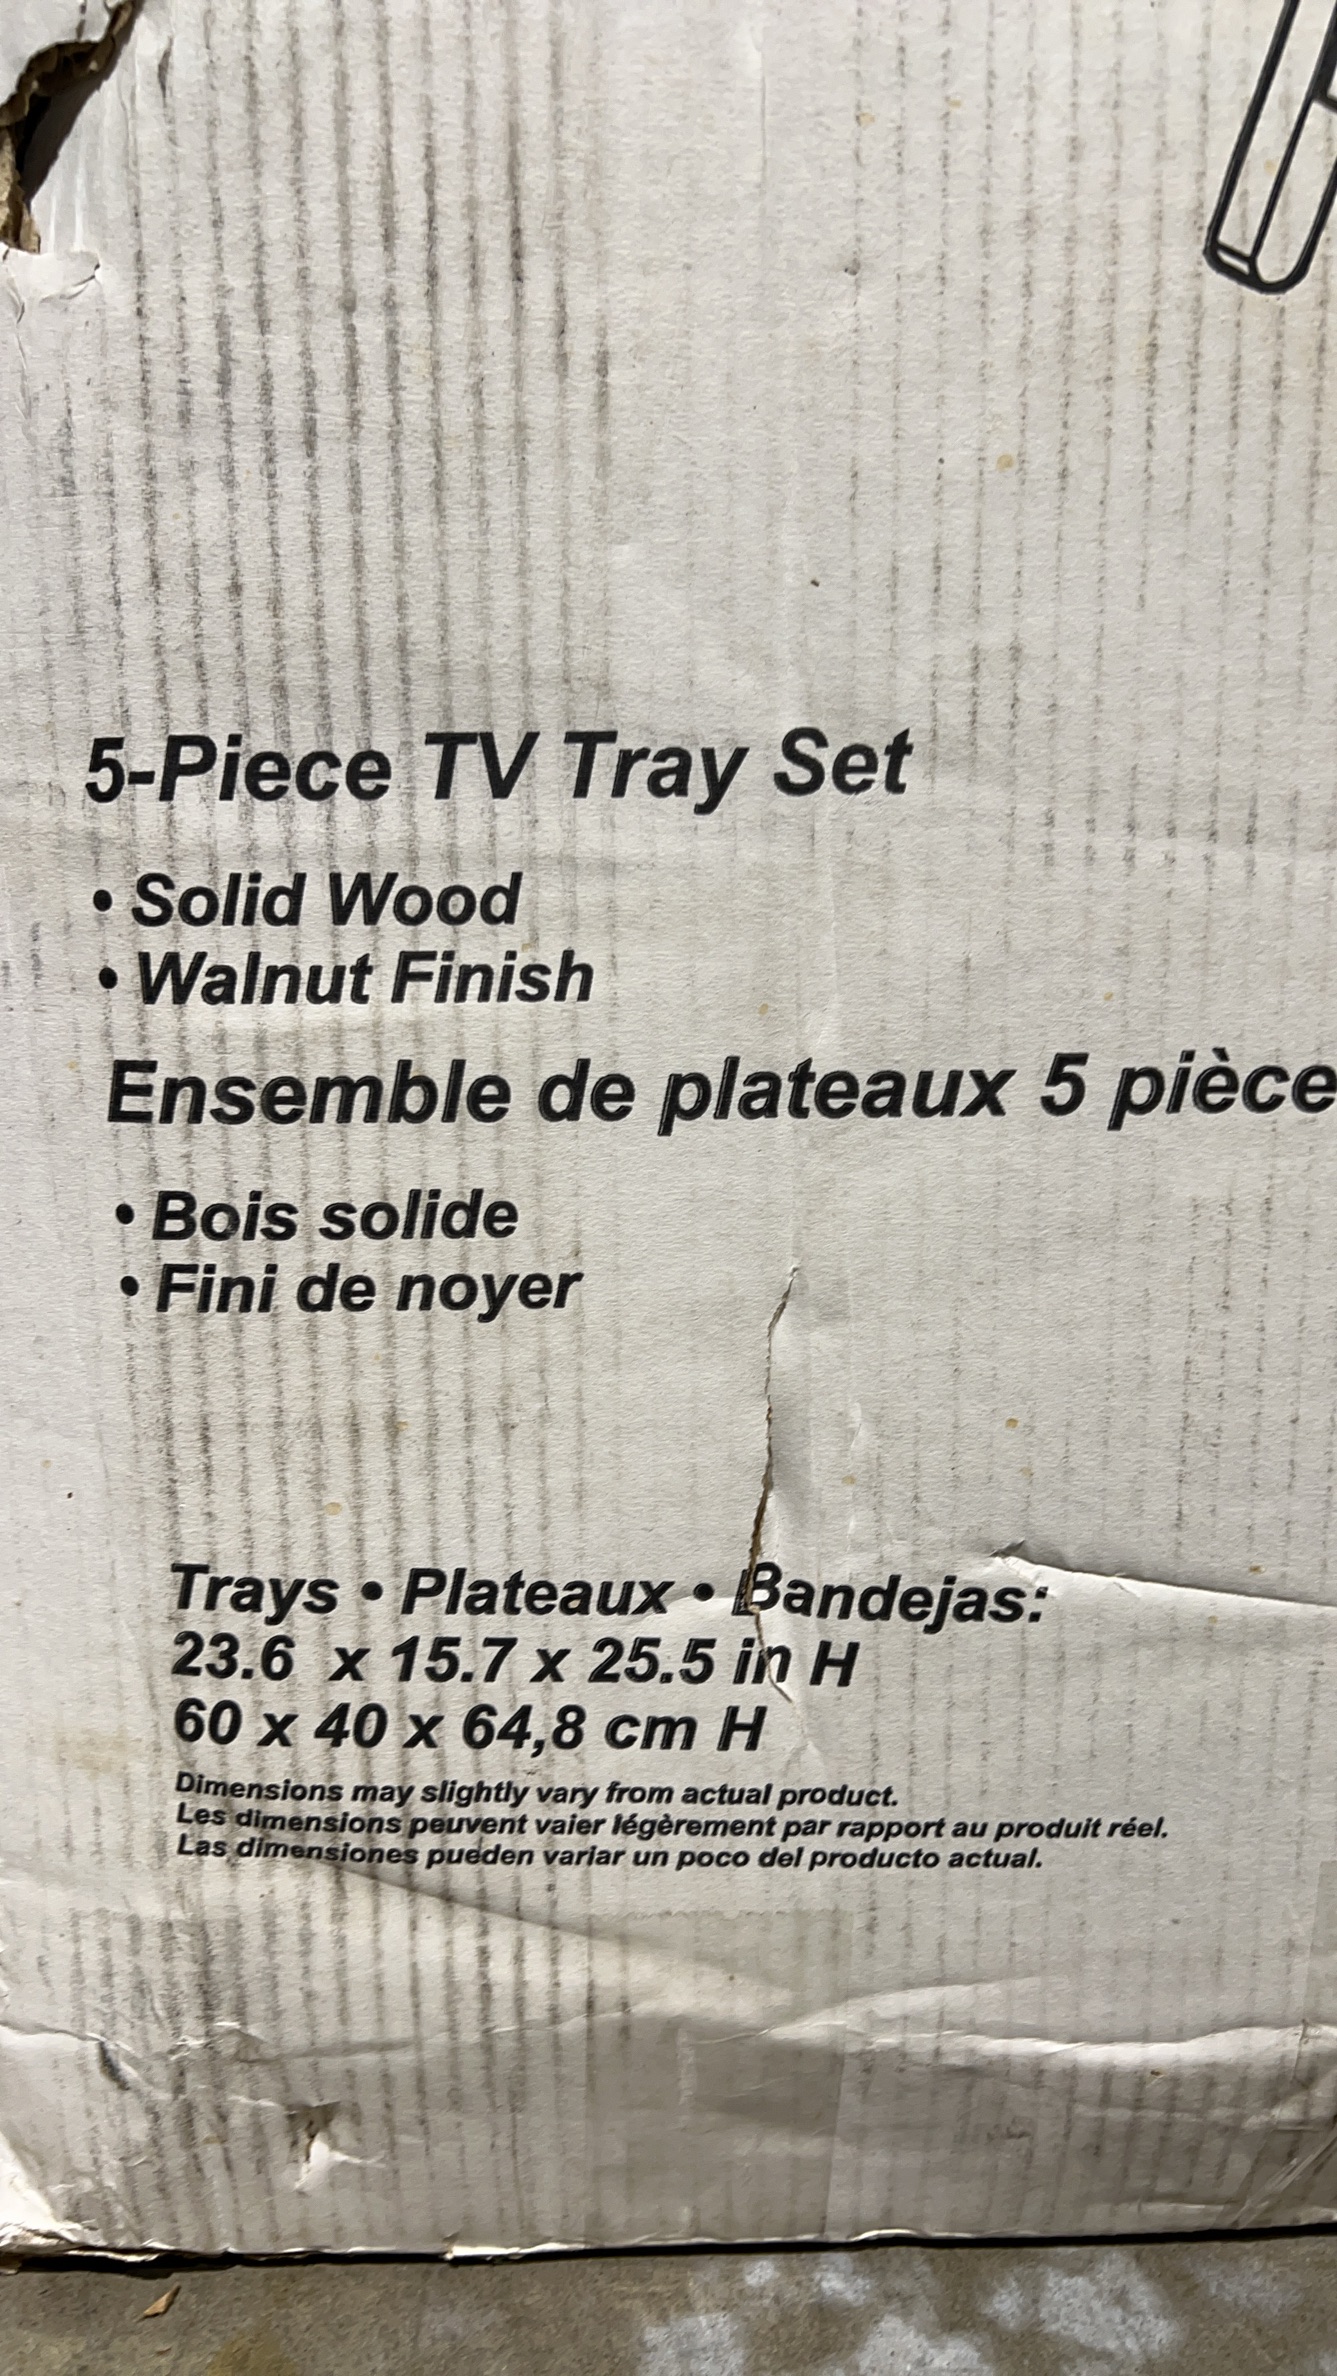 5-Piece TV Tray Set
• Solid Wood
• Walnut Finish
Ensemble de plateaux 5 pièce
• Bois solide
• Fini de noyer
Trays • Plateaux • Bandejas:
23.6 x 15.7 x 25.5 in H
60 x 40 x 64,8 cm H
Dimensions may slightly vary from actual product.
Les dimensions peuvent vaier légèrement par rapport au produit réel.
Las dimensiones pueden variar un poco del producto actual.